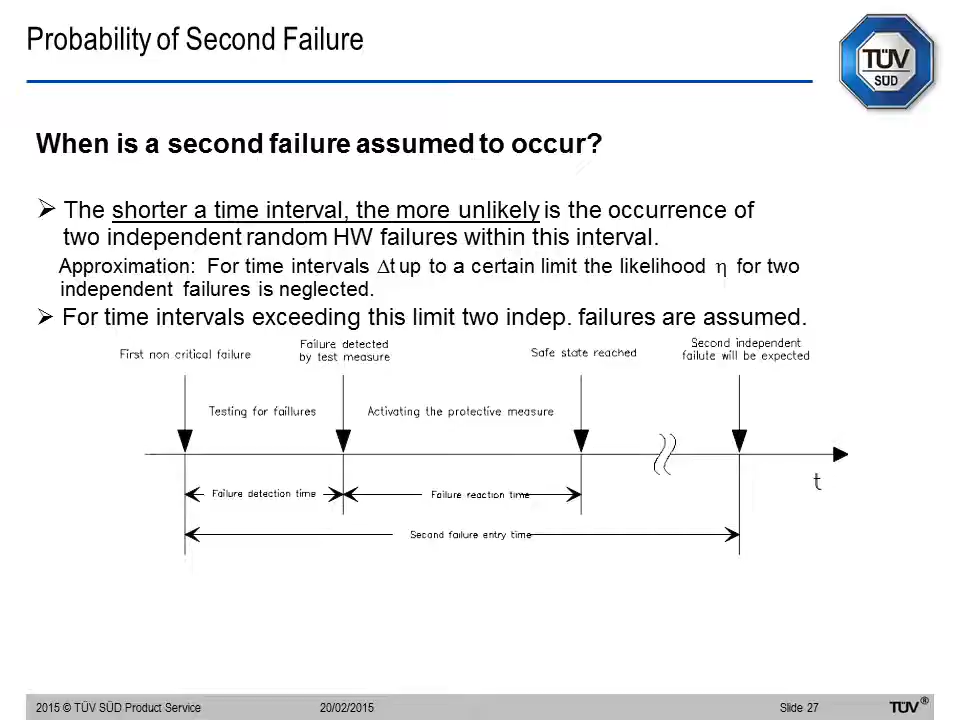 Probability of Second Failure
TÜV
SÜD
When is a second failure assumed to occur?
➢ The shorter a time interval, the more unlikely is the occurrence of
two independent random HW failures within this interval.
Approximation: For time intervals Δt up to a certain limit the likelihood η for two
independent failures is neglected.
➢ For time intervals exceeding this limit two indep. failures are assumed.
First non critical failure
Failure detected
by test measure
Safe state reached
Second independent
failute will be expected
Testing for faillures
Activating the protective measure
t
Failure detection time
Failure reaction time
Second failure entry time
2015 © TÜV SÜD Product Service
20/02/2015
Slide 27
TÜV®